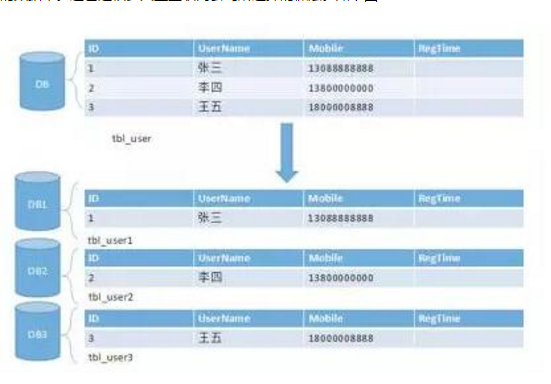 ID UserName Mobile RegTime
1 张三 13088888888
DB
2 李四 13800000000
3 王五 18000008888
tbl_user
DB1
ID UserName Mobile RegTime
1 张三 13088888888
tbl_user1
DB2
ID UserName Mobile RegTime
2 李四 13800000000
tbl_user2
DB3
ID UserName Mobile RegTime
3 王五 18000008888
tbl_user3